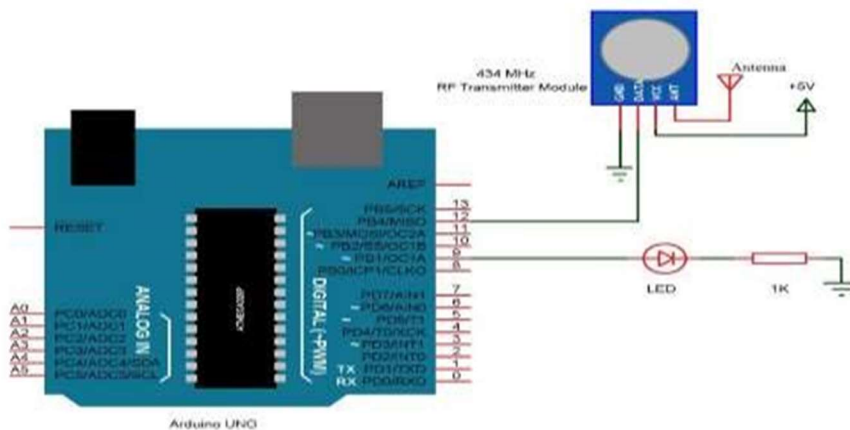 434 MHz
RF Transmitter Module
GND
DATA
VCC
ANT
Antenna
+5V
AREF
RESET
PB5/SCK
13
PB4/MISO
12
~PB3/MOSI/OC2A
11
~PB2/SS/OC1B
10
~PB1/OC1A
9
PB0/ICP1/CLKO
8
PD7/AIN1
7
~PD6/AIN0
6
~PD5/T1
5
PD4/T0/XCK
4
~PD3/INT1
3
PD2/INT0
2
TX PD1/TXD
1
RX PD0/RXD
0
A0 PC0/ADC0
A1 PC1/ADC1
A2 PC2/ADC2
A3 PC3/ADC3
A4 PC4/ADC4/SDA
A5 PC5/ADC5/SCL
ANALOG IN
DIGITAL (~PWM)
LED
1K
Arduino UNO